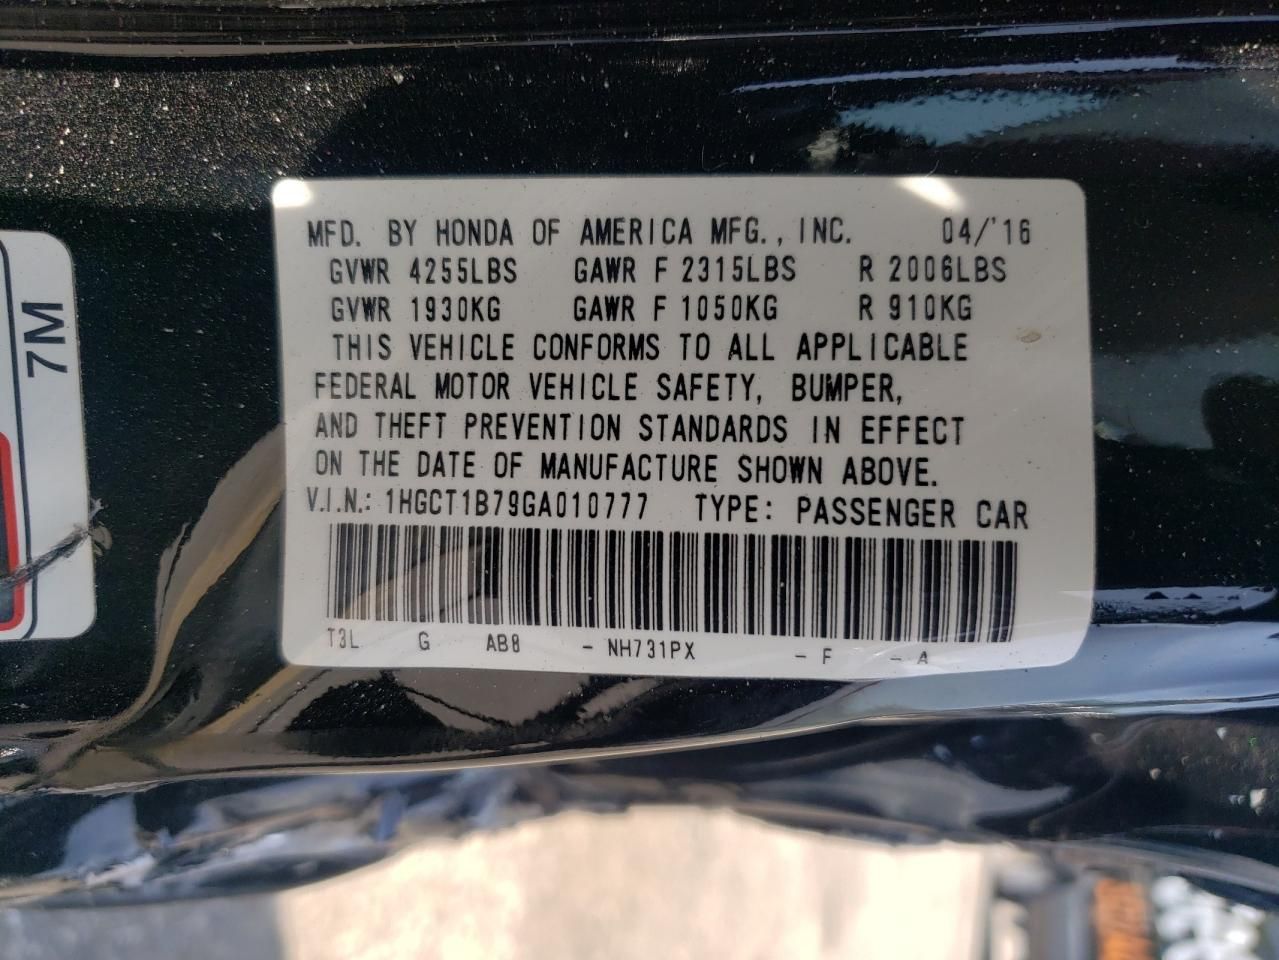 MFD. BY HONDA OF AMERICA MFG., INC. 04/'16
GVWR 4255LBS GAWR F 2315LBS R 2006LBS
GVWR 1930KG GAWR F 1050KG R 910KG
THIS VEHICLE CONFORMS TO ALL APPLICABLE
FEDERAL MOTOR VEHICLE SAFETY, BUMPER,
AND THEFT PREVENTION STANDARDS IN EFFECT
ON THE DATE OF MANUFACTURE SHOWN ABOVE.
V.I.N.: 1HGCT1B79GA010777 TYPE: PASSENGER CAR
T3L G AB8 - NH731PX - F - A
7M